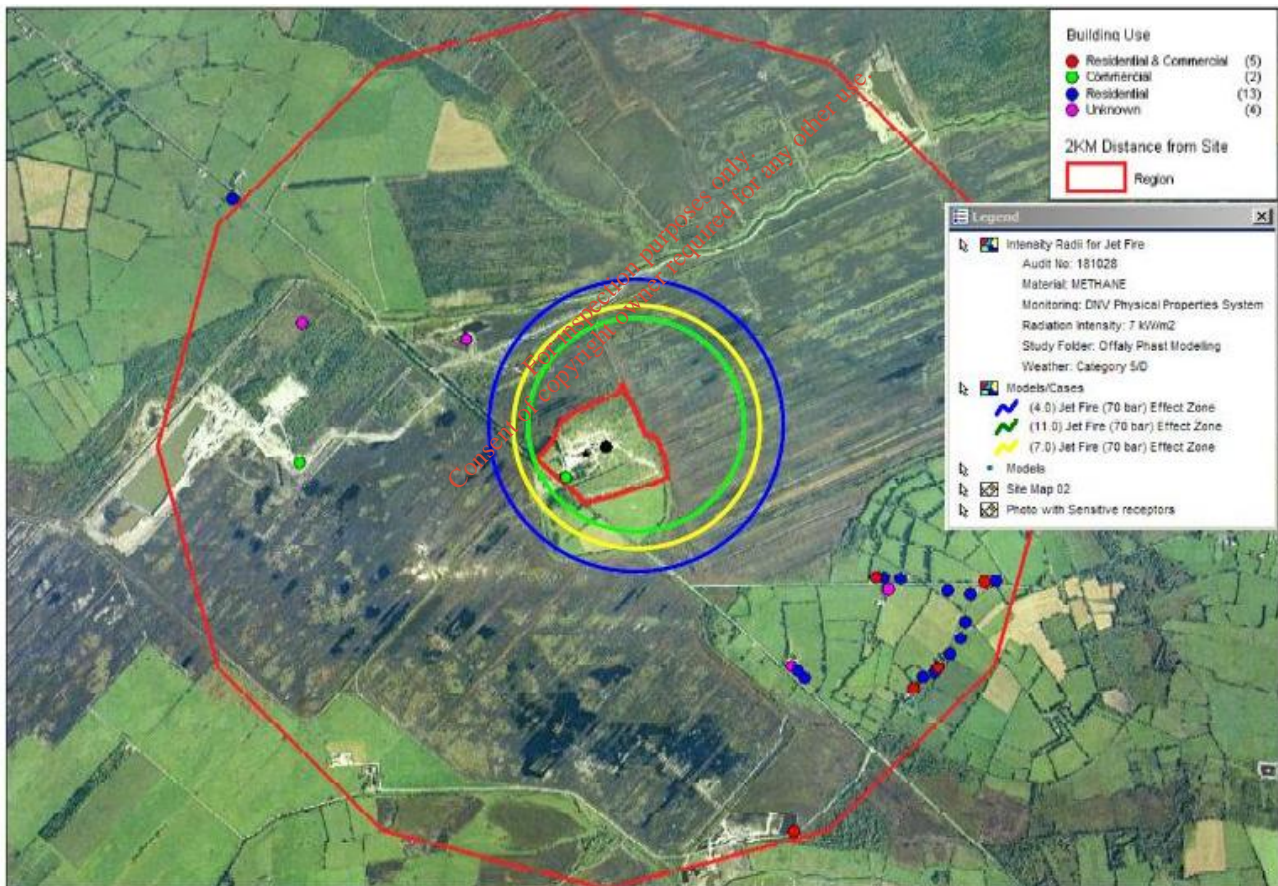 Building Use
Residential & Commercial (5)
Commercial (2)
Residential (13)
Unknown (4)
2KM Distance from Site
Region
Legend
Intensity Radii for Jet Fire
Audit No: 181028
Material: METHANE
Monitoring: DNV Physical Properties System
Radiation Intensity: 7 kW/m2
Study Folder: Offaly Phast Modelling
Weather: Category 5/D
Models/Cases
(4.0) Jet Fire (70 bar) Effect Zone
(11.0) Jet Fire (70 bar) Effect Zone
(7.0) Jet Fire (70 bar) Effect Zone
Models
Site Map 02
Photo with Sensitive receptors
For inspection purposes only.
Consent of copyright owner required for any other use.